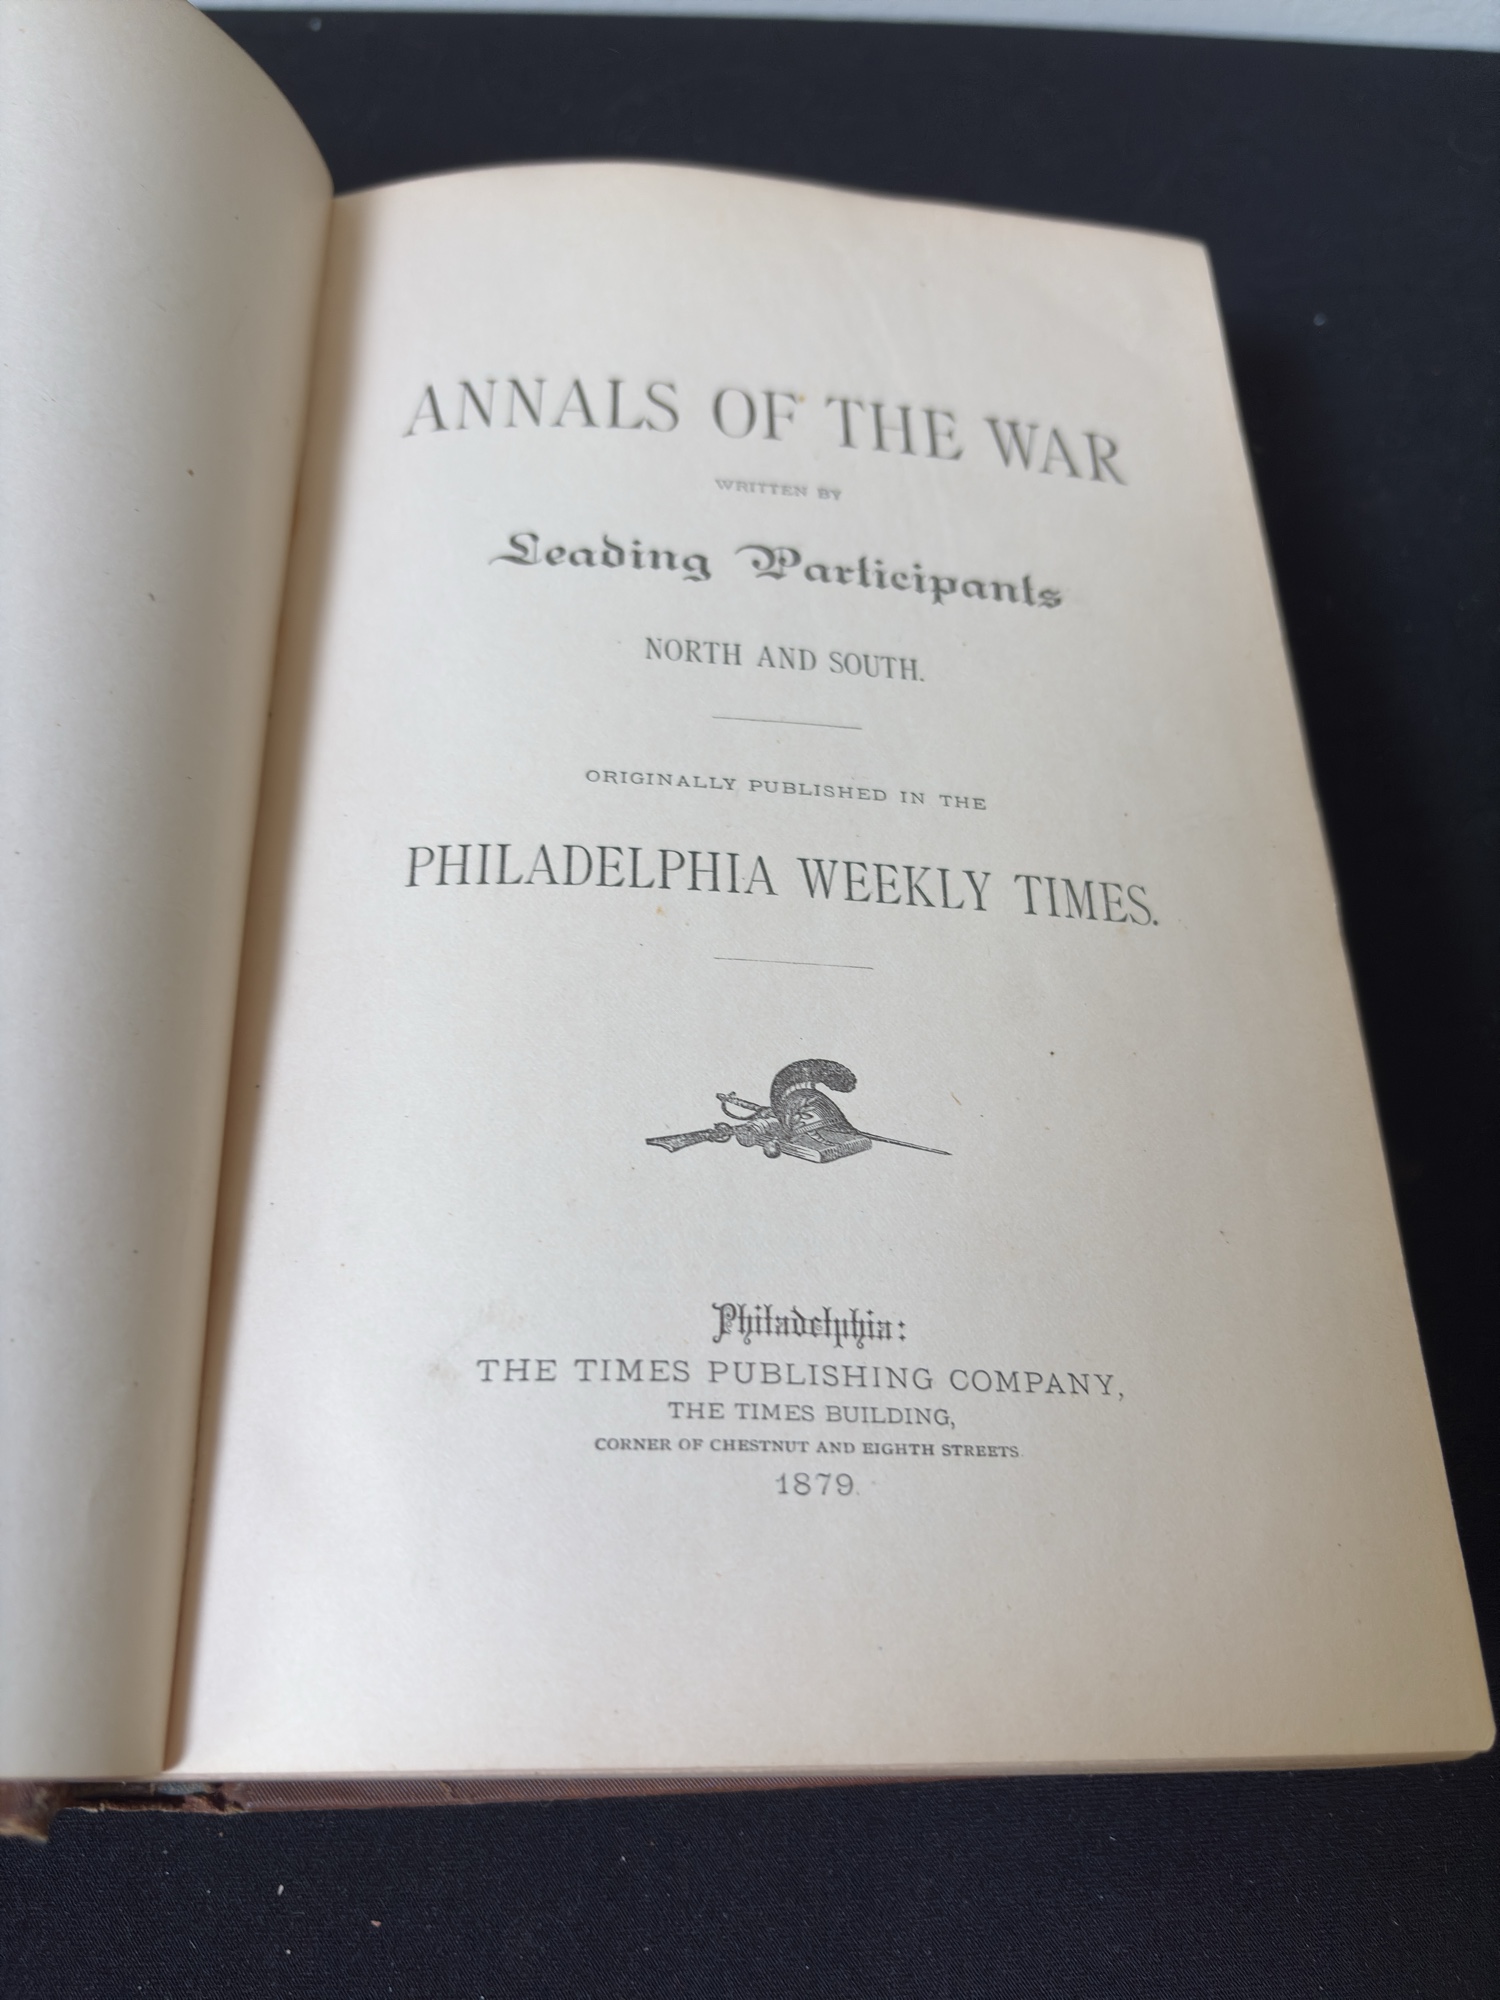 ANNALS OF THE WAR
WRITTEN BY
Leading Participants
NORTH AND SOUTH.
ORIGINALLY PUBLISHED IN THE
PHILADELPHIA WEEKLY TIMES.
Philadelphia:
THE TIMES PUBLISHING COMPANY,
THE TIMES BUILDING,
CORNER OF CHESTNUT AND EIGHTH STREETS.
1879.